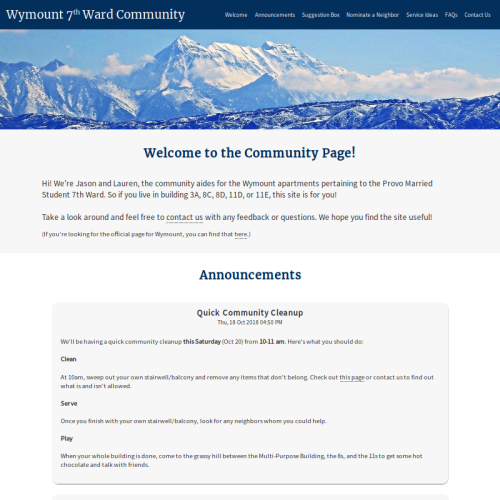 Wymount 7th Ward Community
Welcome Announcements Suggestion Box Nominate a Neighbor Service Ideas FAQs Contact Us
Welcome to the Community Page!
Hi! We're Jason and Lauren, the community aides for the Wymount apartments pertaining to the Provo Married
Student 7th Ward. So if you live in building 3A, 8C, 8D, 11D, or 11E, this site is for you!
Take a look around and feel free to contact us with any feedback or questions. We hope you find the site useful!
(If you're looking for the official page for Wymount, you can find that here.)
Announcements
Quick Community Cleanup
Thu, 18 Oct 2018 04:50 PM
We'll be having a quick community cleanup this Saturday (Oct 20) from 10-11 am. Here's what you should do:
Clean
At 10am, sweep out your own stairwell/balcony and remove any items that don't belong. Check out this page or contact us to find out
what is and isn't allowed.
Serve
Once you finish with your own stairwell/balcony, look for any neighbors whom you could help.
Play
When your whole building is done, come to the grassy hill between the Multi-Purpose Building, the 8s, and the 11s to get some hot
chocolate and talk with friends.